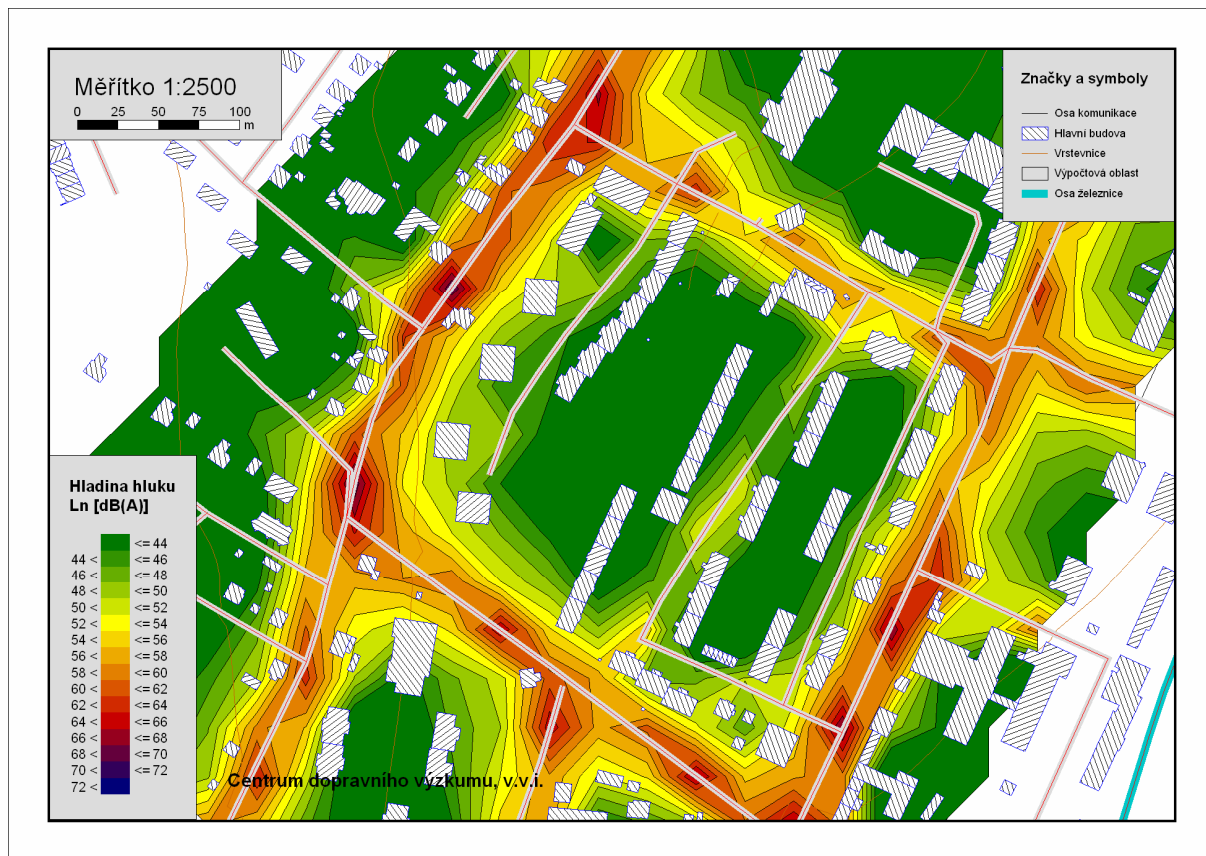 Měřítko 1:2500
0 25 50 75 100
m
Značky a symboly
Osa komunikace
Hlavní budova
Vrstevnice
Výpočtová oblast
Osa železnice
Hladina hluku
Ln [dB(A)]
<= 44
44 < <= 46
46 < <= 48
48 < <= 50
50 < <= 52
52 < <= 54
54 < <= 56
56 < <= 58
58 < <= 60
60 < <= 62
62 < <= 64
64 < <= 66
66 < <= 68
68 < <= 70
70 < <= 72
72 <
Centrum dopravního výzkumu, v.v.i.